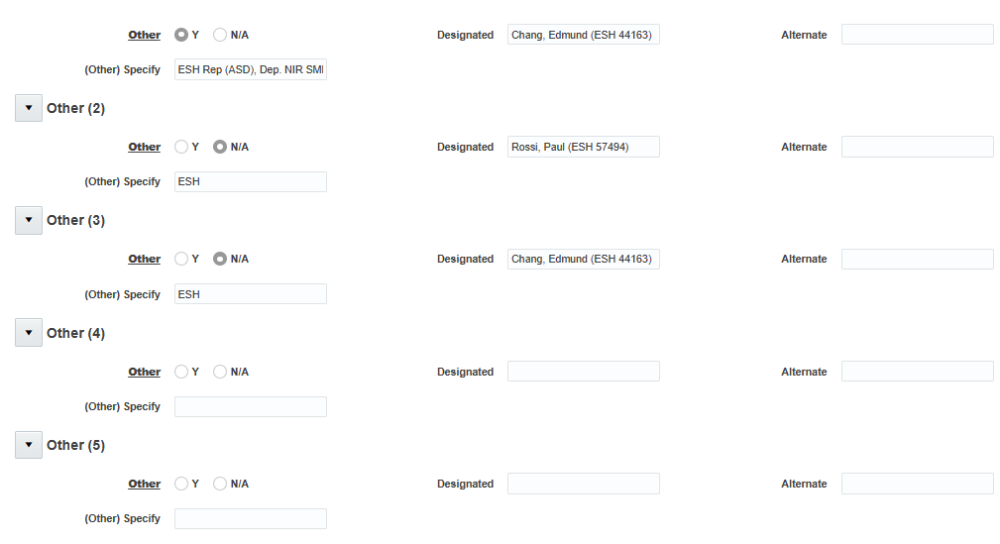 Other Y N/A Designated Chang, Edmund (ESH 44163) Alternate
(Other) Specify ESH Rep (ASD), Dep. NIR
Other (2)
Other Y N/A Designated Rossi, Paul (ESH 57494) Alternate
(Other) Specify ESH
Other (3)
Other Y N/A Designated Chang, Edmund (ESH 44163) Alternate
(Other) Specify ESH
Other (4)
Other Y N/A Designated Alternate
(Other) Specify
Other (5)
Other Y N/A Designated Alternate
(Other) Specify